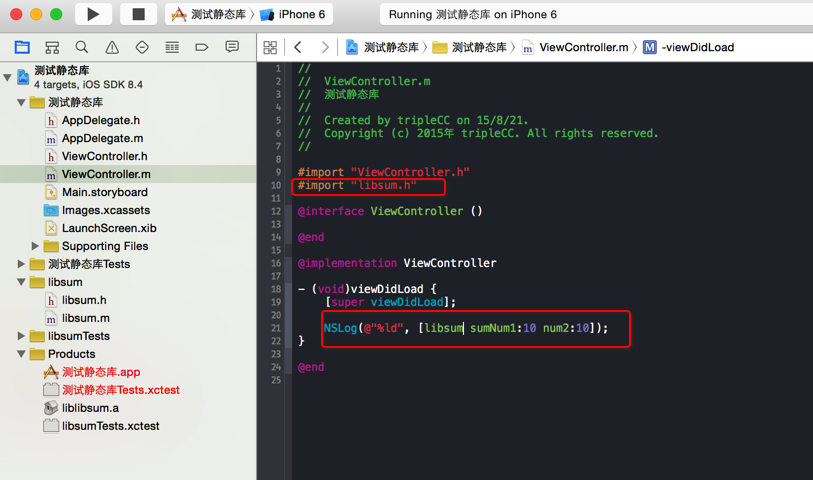 测试静态库 iPhone 6
Running 测试静态库 on iPhone 6
测试静态库 测试静态库 m ViewController.m M -viewDidLoad
测试静态库
4 targets, iOS SDK 8.4
测试静态库
h AppDelegate.h
m AppDelegate.m
h ViewController.h
m ViewController.m
Main.storyboard
Images.xcassets
LaunchScreen.xib
Supporting Files
测试静态库Tests
libsum
h libsum.h
m libsum.m
libsumTests
Products
测试静态库.app
测试静态库Tests.xctest
liblibsum.a
libsumTests.xctest
1 //
2 // ViewController.m
3 // 测试静态库
4 //
5 // Created by tripleCC on 15/8/21.
6 // Copyright (c) 2015年 tripleCC. All rights reserved.
7 //
8
9 #import "ViewController.h"
10 #import "libsum.h"
11
12 @interface ViewController ()
13
14 @end
15
16 @implementation ViewController
17
18 - (void)viewDidLoad {
19 [super viewDidLoad];
20
21 NSLog(@"%ld", [libsum sumNum1:10 num2:10]);
22 }
23
24 @end
25